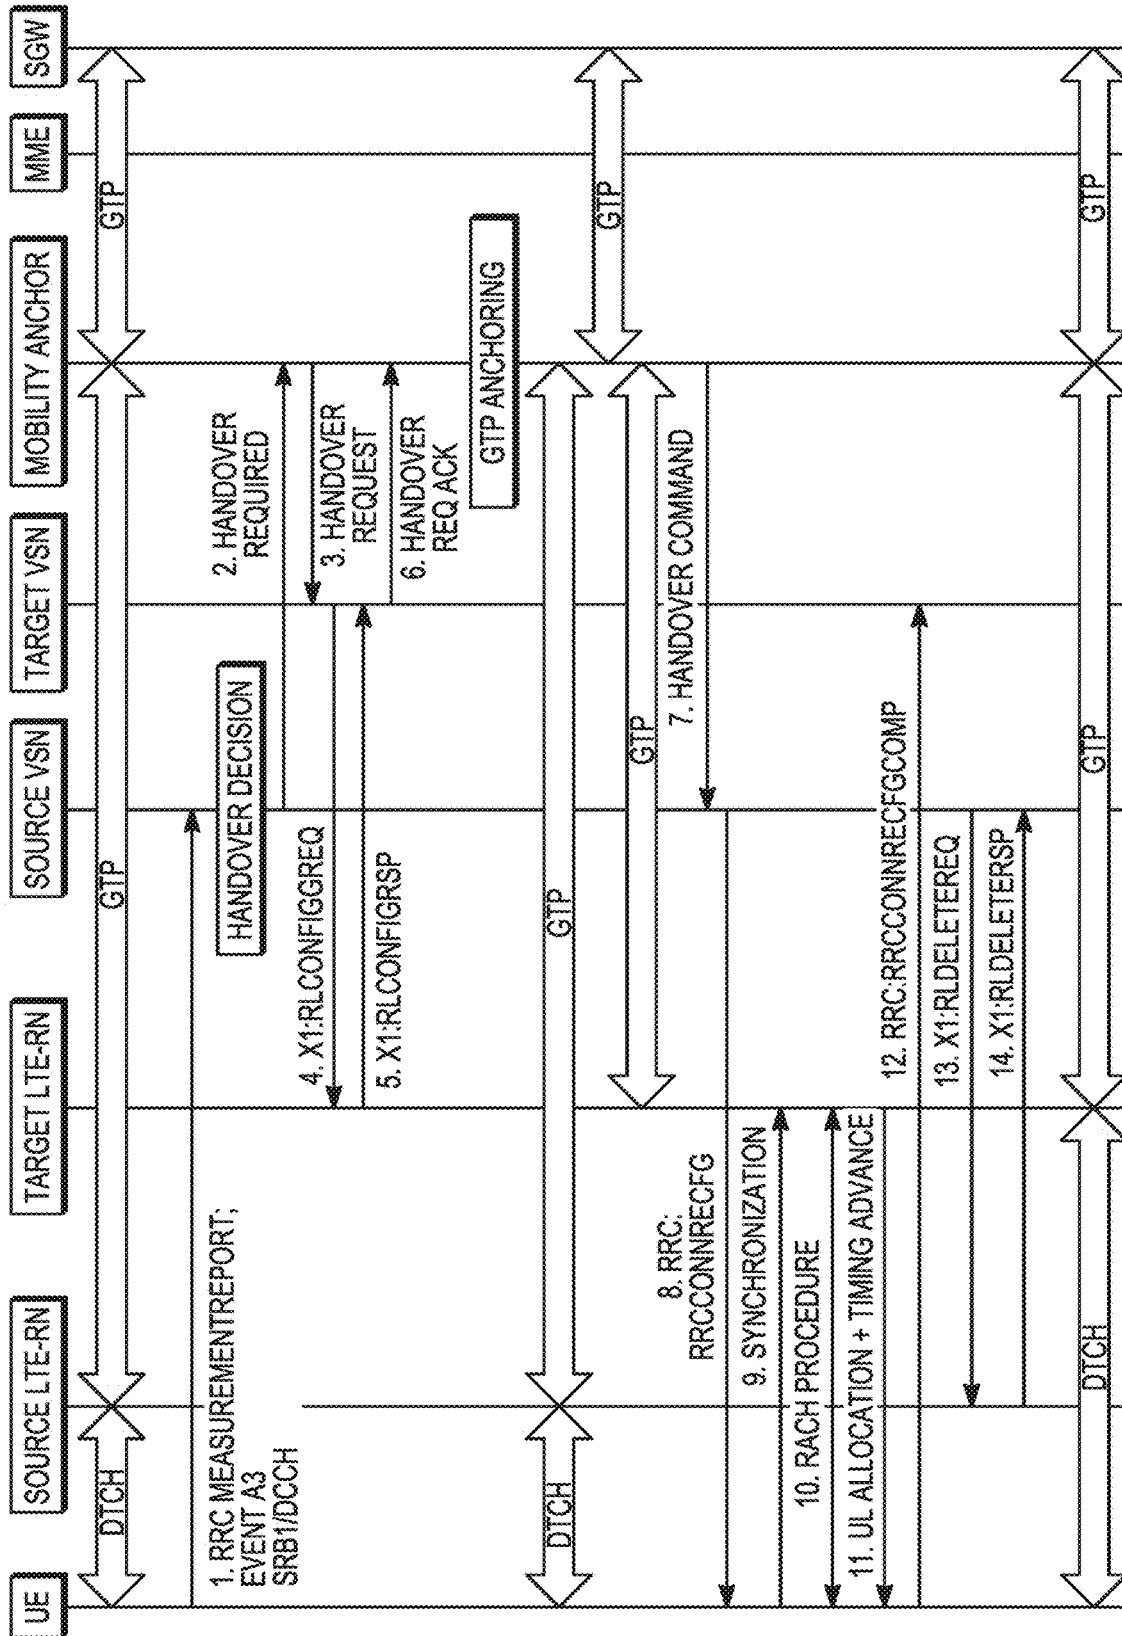 UE
SOURCE LTE-RN
TARGET LTE-RN
SOURCE VSN
TARGET VSN
MOBILITY ANCHOR
MME
SGW
DTCH
GTP
GTP
1. RRC MEASUREMENTREPORT;
EVENT A3
SRB1/DCCH
HANDOVER DECISION
2. HANDOVER
REQUIRED
3. HANDOVER
REQUEST
4. X1:RLCONFIGGREQ
5. X1:RLCONFIGRSP
6. HANDOVER
REQ ACK
GTP ANCHORING
DTCH
GTP
GTP
GTP
7. HANDOVER COMMAND
8. RRC:
RRCCONNRECFG
9. SYNCHRONIZATION
10. RACH PROCEDURE
11. UL ALLOCATION + TIMING ADVANCE
12. RRC:RRCCONNRECFGCOMP
13. X1:RLDELETEREQ
14. X1:RLDELETERSP
DTCH
GTP
GTP